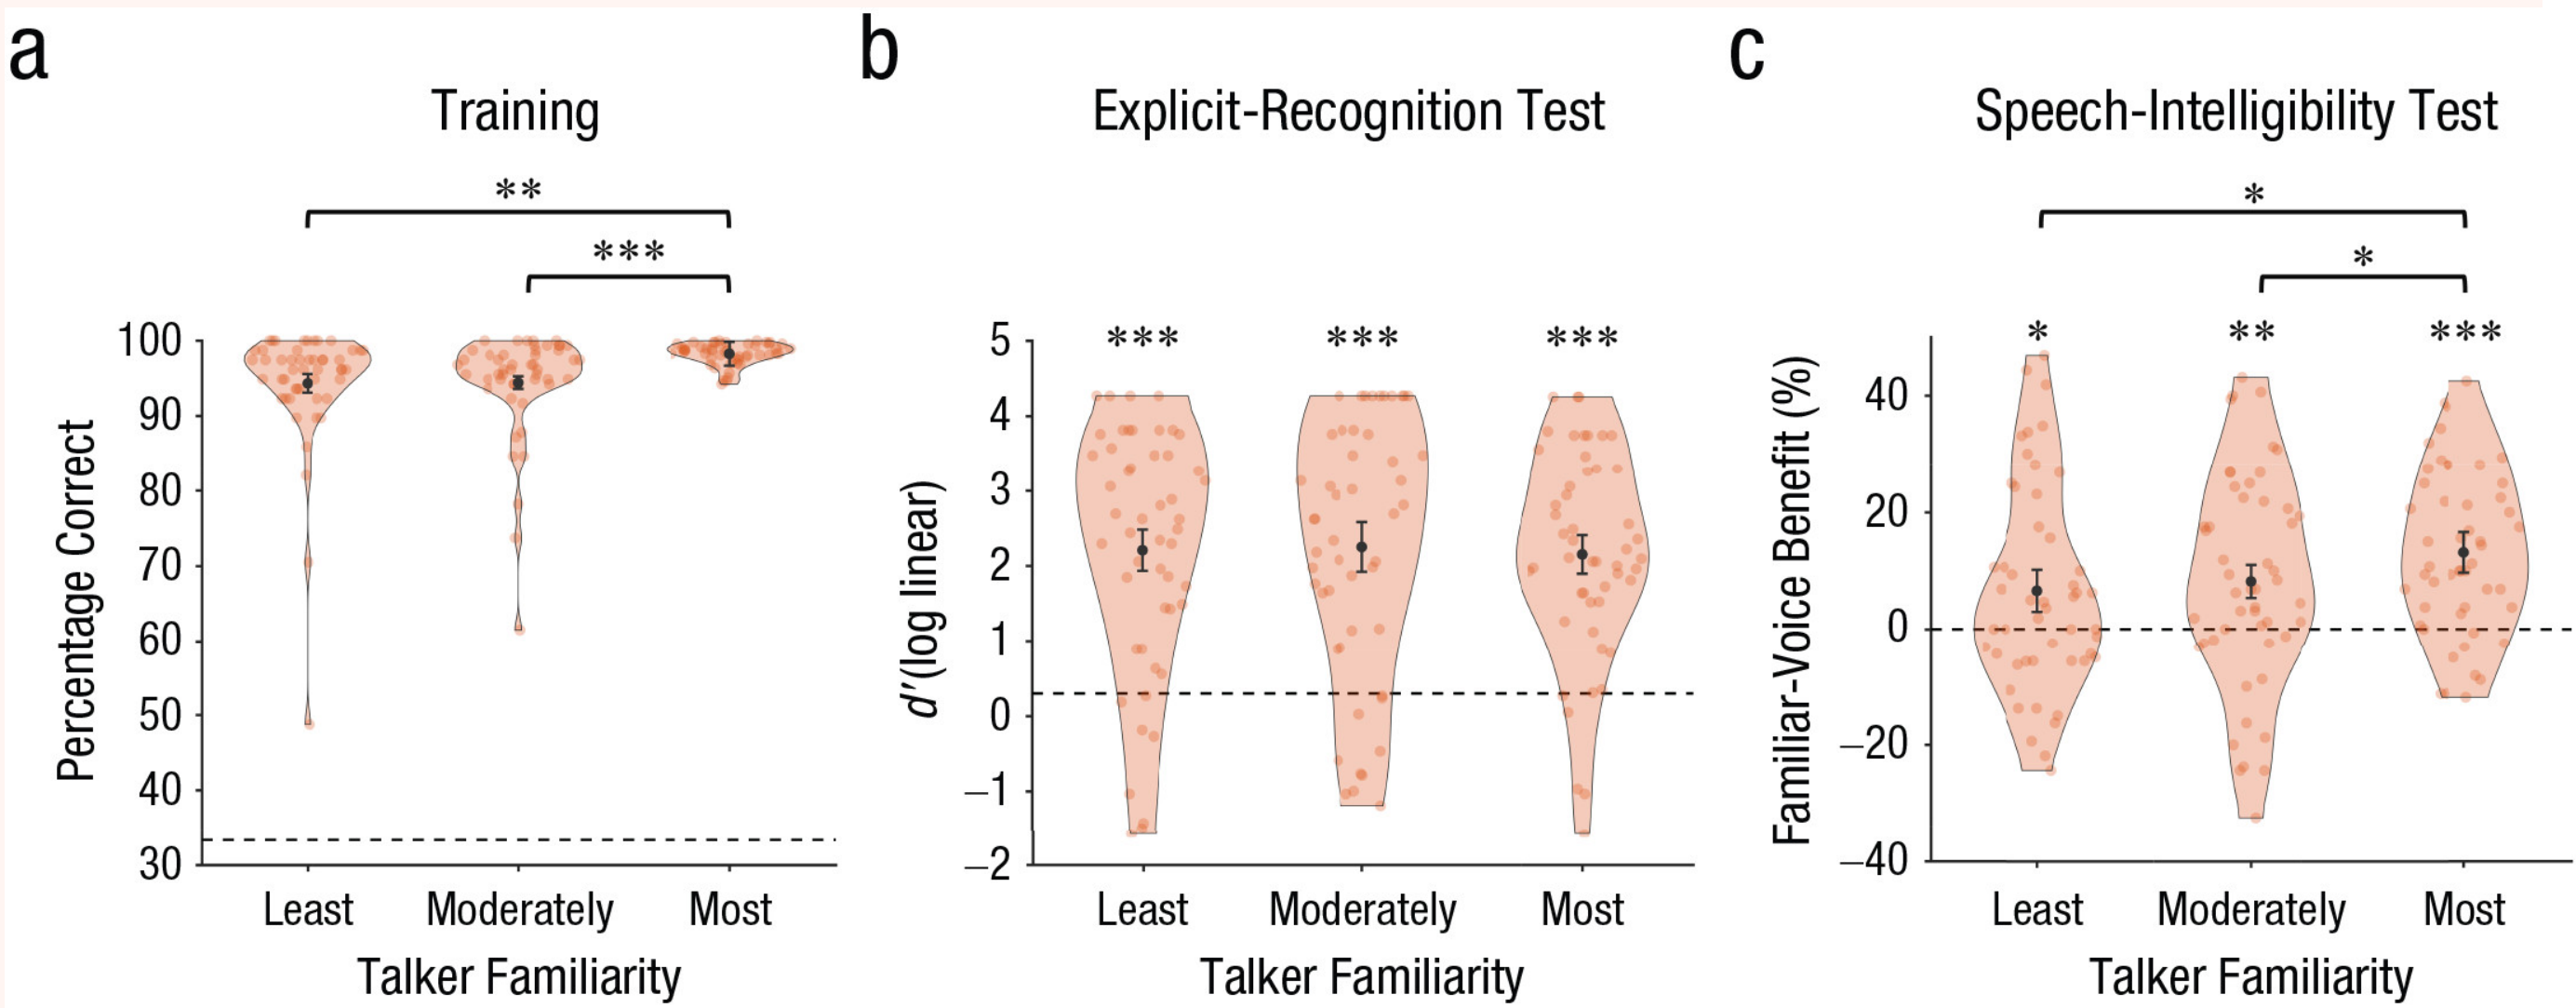 a
Training
**
***
100
90
80
70
60
50
40
30
Percentage Correct
Least Moderately Most
Talker Familiarity
b
Explicit-Recognition Test
*** *** ***
5
4
3
2
1
0
–1
–2
d′(log linear)
Least Moderately Most
Talker Familiarity
c
Speech-Intelligibility Test
*
*
* ** ***
40
20
0
–20
–40
Familiar-Voice Benefit (%)
Least Moderately Most
Talker Familiarity